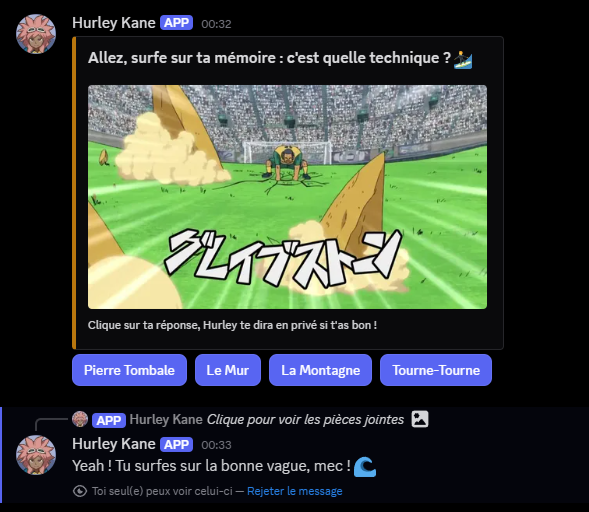 Hurley Kane APP 00:32
Allez, surfe sur ta mémoire : c'est quelle technique ? 🏄
グレイブストーン
Clique sur ta réponse, Hurley te dira en privé si t'as bon !
Pierre Tombale Le Mur La Montagne Tourne-Tourne
APP Hurley Kane Clique pour voir les pièces jointes
Hurley Kane APP 00:33
Yeah ! Tu surfes sur la bonne vague, mec ! 🌊
Toi seul(e) peux voir celui-ci — Rejeter le message